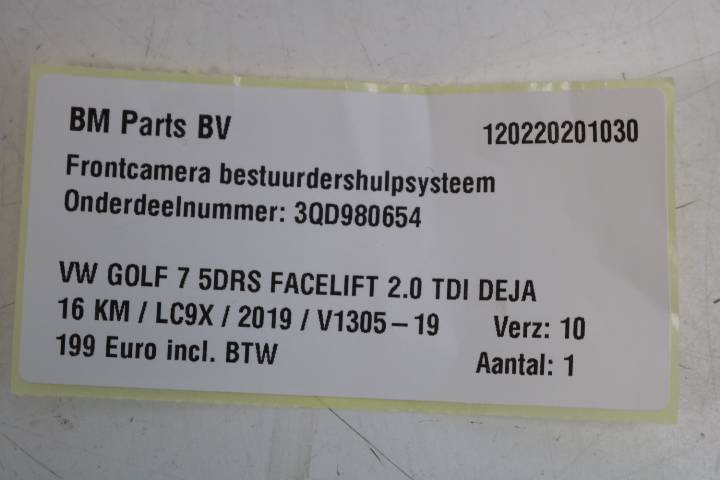 BM Parts BV 120220201030
Frontcamera bestuurdershulpsysteem
Onderdeelnummer: 3QD980654
VW GOLF 7 5DRS FACELIFT 2.0 TDI DEJA
16 KM / LC9X / 2019 / V1305-19 Verz: 10
199 Euro incl. BTW Aantal: 1